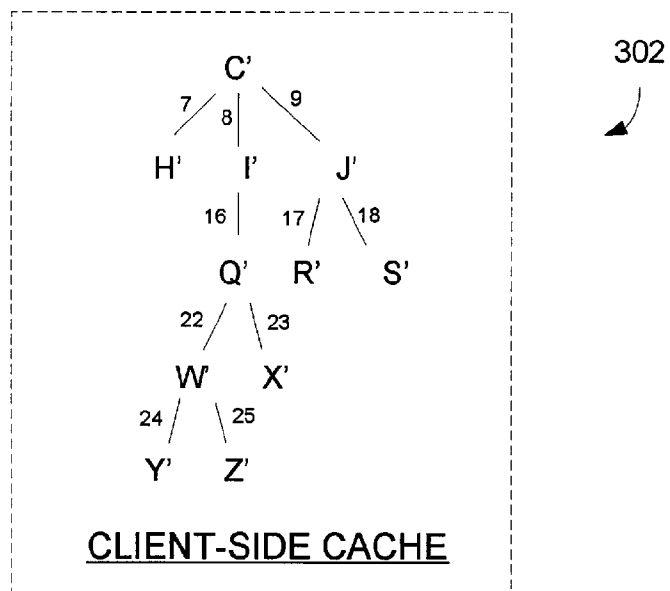 302
C'
7 8 9
H' I' J'
16 17 18
Q' R' S'
22 23
W' X'
24 25
Y' Z'
CLIENT-SIDE CACHE